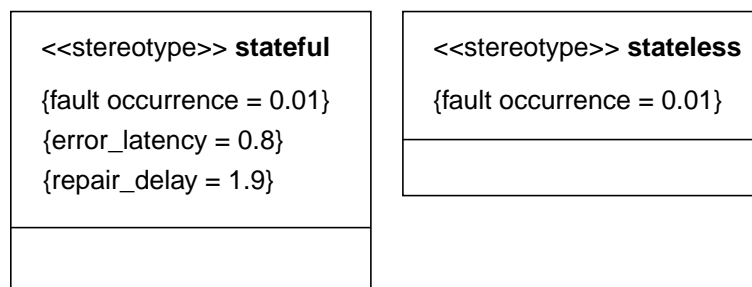 <<stereotype>> stateful
{fault occurrence = 0.01}
{error_latency = 0.8}
{repair_delay = 1.9}
<<stereotype>> stateless
{fault occurrence = 0.01}